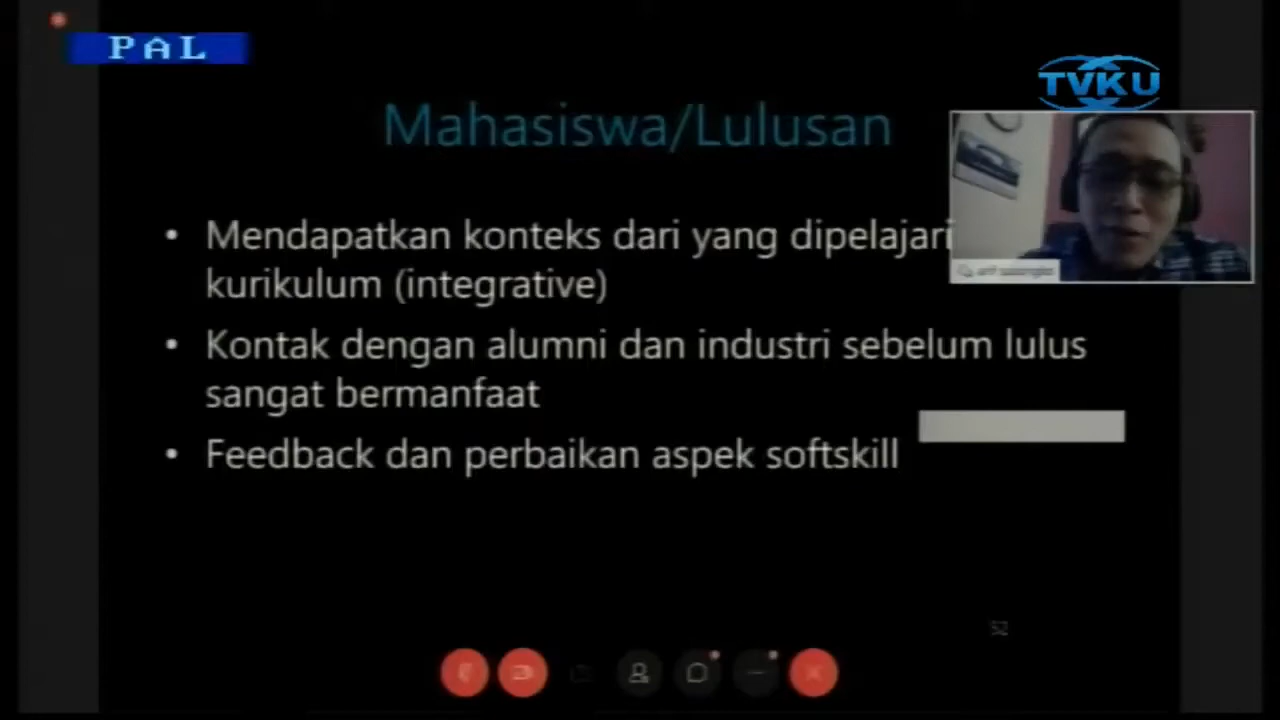 PAL
TVKU
Mahasiswa/Lulusan
• Mendapatkan konteks dari yang dipelajari
kurikulum (integrative)
• Kontak dengan alumni dan industri sebelum lulus
sangat bermanfaat
• Feedback dan perbaikan aspek softskill
52